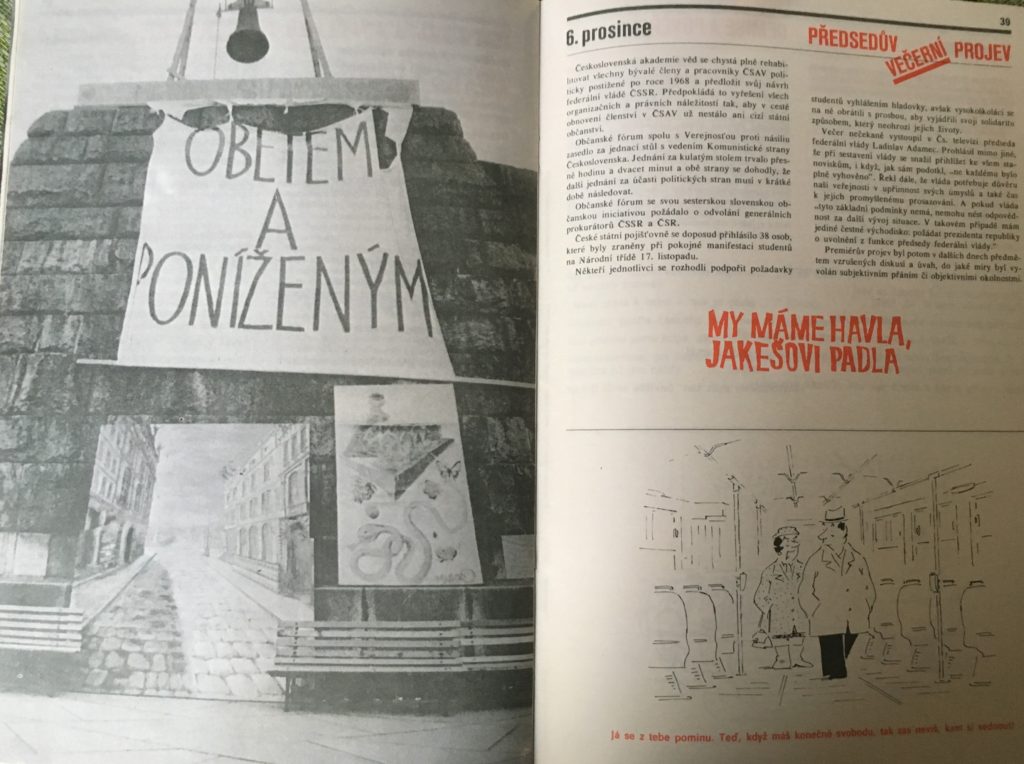 OBĚTEM
A
PONÍŽENÝM
39
6. prosince
PŘEDSEDŮV
VEČERNÍ PROJEV
Československá akademie věd se chystá plně rehabi-
litovat všechny bývalé členy a pracovníky ČSAV poli-
ticky postižené po roce 1968 a předložit svůj návrh
federální vládě ČSSR. Předpokládá to vyřešení všech
organizačních a právních náležitostí tak, aby v cestě
obnovení členství v ČSAV už nestálo ani cizí státní
občanství.
Občanské fórum spolu s Verejnosťou proti násiliu
zasedlo za jednací stůl s vedením Komunistické strany
Československa. Jednání za kulatým stolem trvalo přes-
ně hodinu a dvacet minut a obě strany se dohodly, že
další jednání za účasti politických stran musí v krátké
době následovat.
Občanské fórum se svou sesterskou slovenskou ob-
čanskou iniciativou požádalo o odvolání generálních
prokurátorů ČSSR a ČSR.
České státní pojišťovně se doposud přihlásilo 38 osob,
které byly zraněny při pokojné manifestaci studentů
na Národní třídě 17. listopadu.
Někteří jednotlivci se rozhodli podpořit požadavky
studentů vyhlášením hladovky, avšak vysokoškoláci se
na ně obrátili s prosbou, aby vyjádřili svoji solidaritu
způsobem, který neohrozí jejich životy.
Večer nečekaně vystoupil v Čs. televizi předseda
federální vlády Ladislav Adamec. Prohlásil mimo jiné,
že při sestavení vlády se snažil přihlížet ke všem sta-
noviskům, i když, jak sám podotkl, „ne každému bylo
plně vyhověno". Řekl dále, že vláda potřebuje důvěru
naší veřejnosti v upřímnost svých úmyslů a také čas
k jejich promyšlenému prosazování. A pokud vláda
„tyto základní podmínky nemá, nemohu nést odpověd-
nost za další vývoj situace. V takovém případě mám
jediné čestné východisko: požádat prezidenta republiky
o uvolnění z funkce předsedy federální vlády."
Premiérův projev byl potom v dalších dnech předmě-
tem vzrušených diskusí a úvah, do jaké míry byl vy-
volán subjektivním přáním či objektivními okolnostmi.
MY MÁME HAVLA,
JAKEŠOVI PADLA
Já se z tebe pominu. Teď, když máš konečně svobodu, tak zas nevíš, kam si sednout!